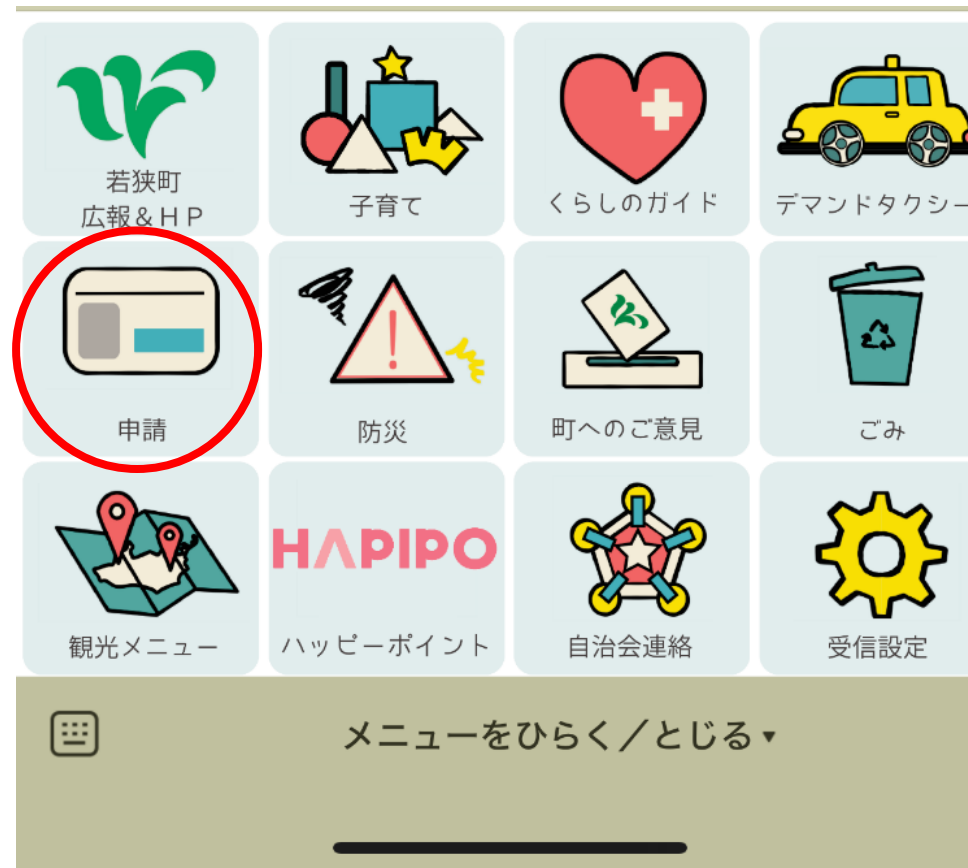 若狭町
広報＆ＨＰ
子育て
くらしのガイド
デマンドタクシー
申請
防災
町へのご意見
ごみ
観光メニュー
HAPIPO
ハッピーポイント
自治会連絡
受信設定
メニューをひらく／とじる▼